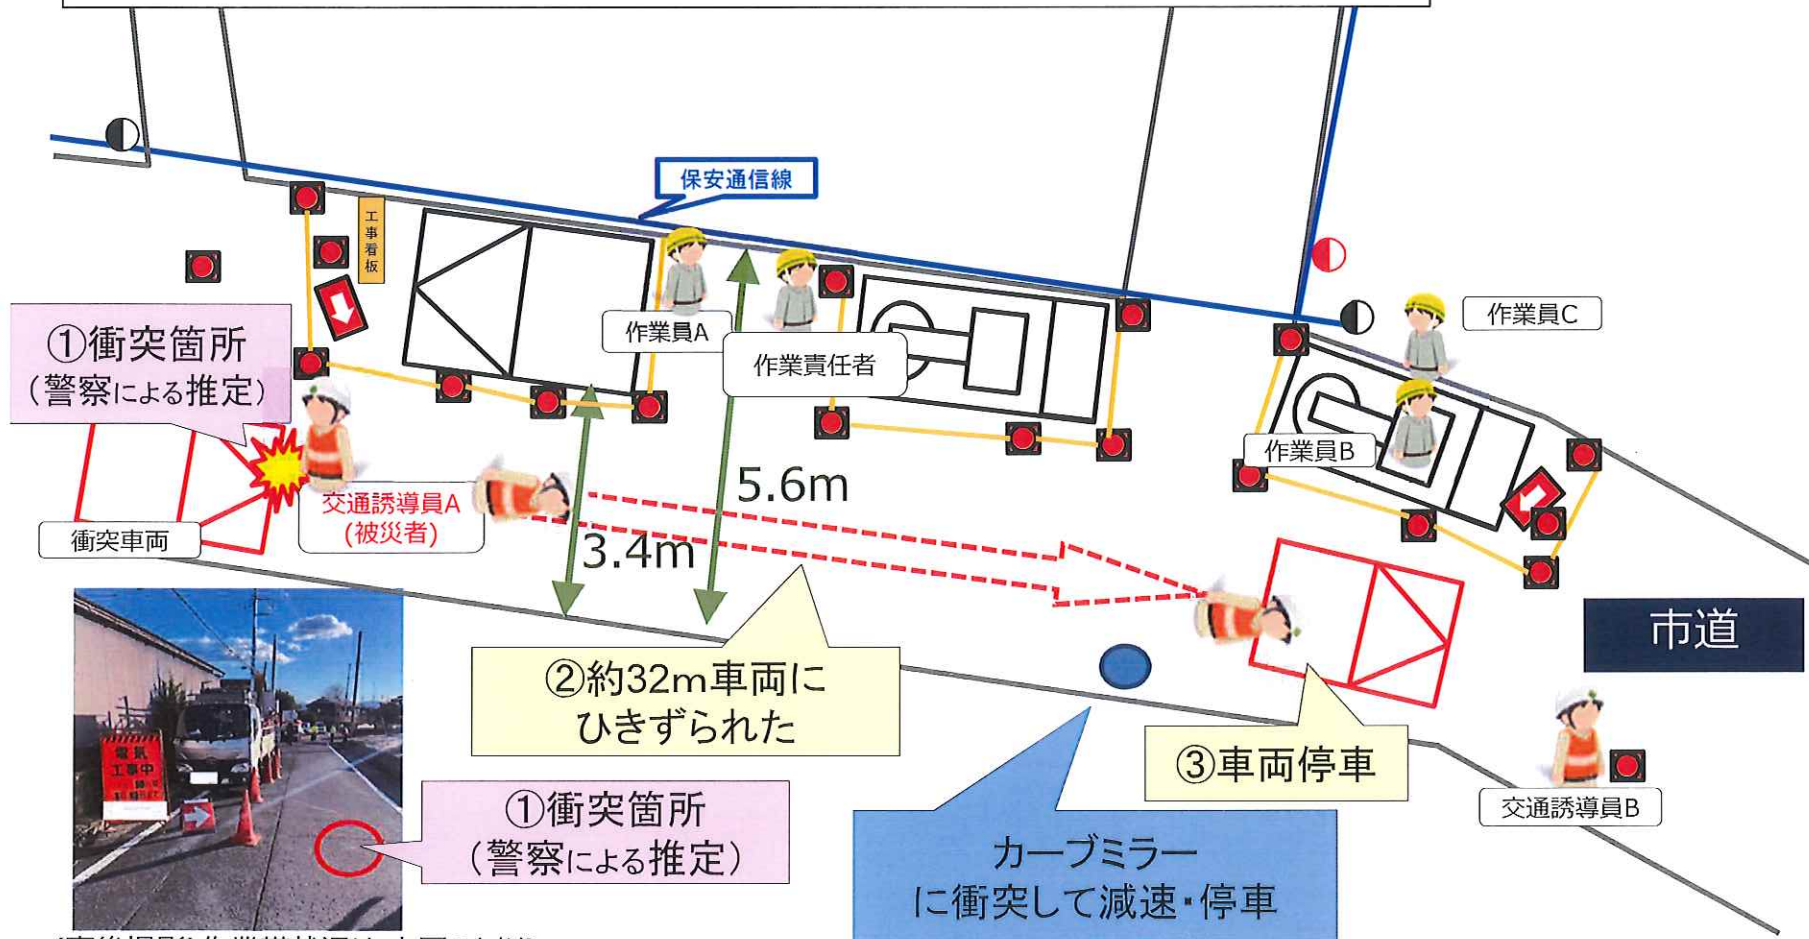 保安通信線
工事看板
①衝突箇所
（警察による推定）
作業員A
作業責任者
作業員C
作業員B
衝突車両
交通誘導員A
(被災者)
5.6m
3.4m
市道
②約32m車両に
ひきずられた
③車両停車
交通誘導員B
電気
工事中
①衝突箇所
（警察による推定）
カーブミラー
に衝突して減速・停車